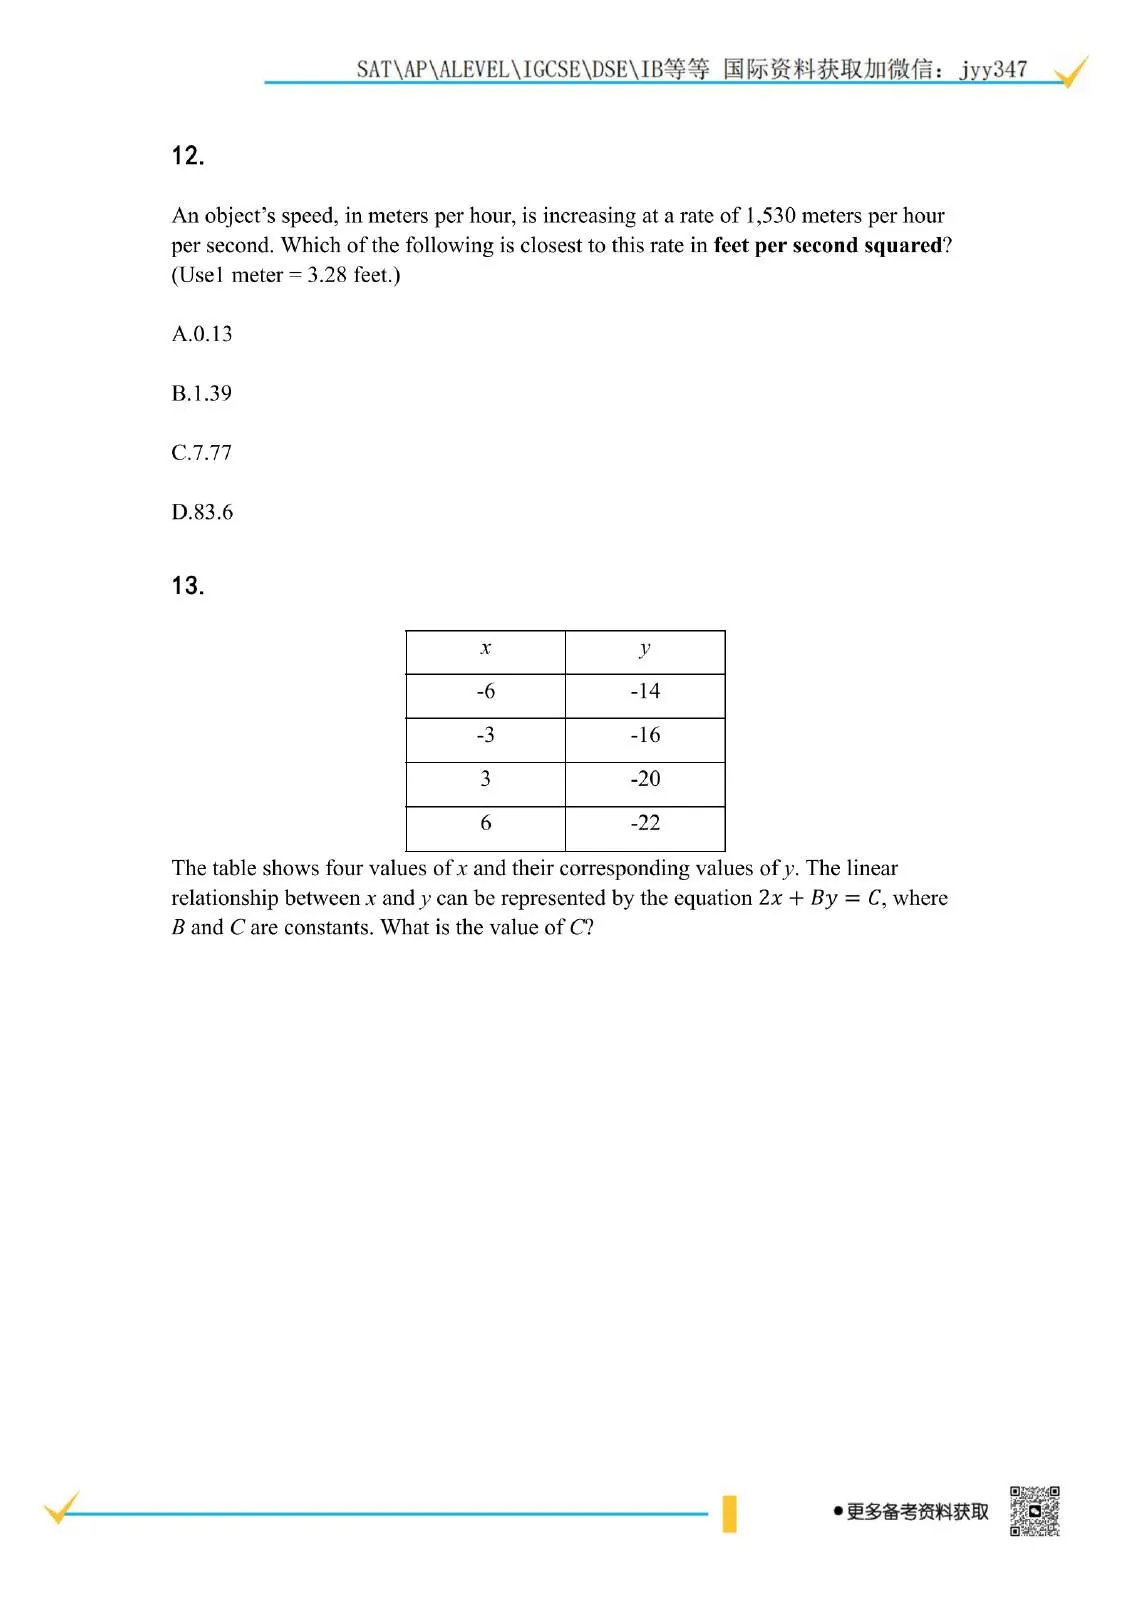 SAT\AP\ALEVEL\IGCSE\DSE\IB等等 国际资料获取加微信：jyy347
12.
An object’s speed, in meters per hour, is increasing at a rate of 1,530 meters per hour
per second. Which of the following is closest to this rate in feet per second squared?
(Use1 meter = 3.28 feet.)
A.0.13
B.1.39
C.7.77
D.83.6
13.
x y
-6 -14
-3 -16
3 -20
6 -22
The table shows four values of x and their corresponding values of y. The linear
relationship between x and y can be represented by the equation 2x + By = C, where
B and C are constants. What is the value of C?
●更多备考资料获取